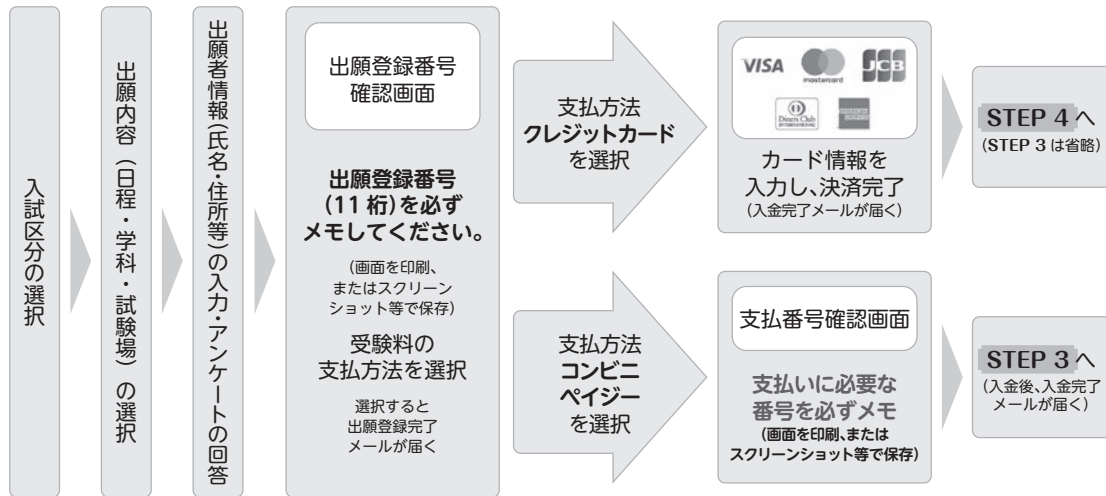 入試区分の選択
出願内容（日程・学科・試験場）の選択
出願者情報（氏名・住所等）の入力・アンケートの回答
出願登録番号
確認画面
出願登録番号
（11桁）を必ず
メモしてください。
（画面を印刷、
またはスクリーン
ショット等で保存）
受験料の
支払方法を選択
選択すると
出願登録完了
メールが届く
支払方法
クレジットカード
を選択
VISA
mastercard
JCB
Diners Club
INTERNATIONAL
AMERICAN EXPRESS
カード情報を
入力し、決済完了
（入金完了メールが届く）
STEP 4 へ
（STEP 3 は省略）
支払方法
コンビニ
ペイジー
を選択
支払番号確認画面
支払いに必要な
番号を必ずメモ
（画面を印刷、または
スクリーンショット等で保存）
STEP 3 へ
（入金後、入金完了
メールが届く）